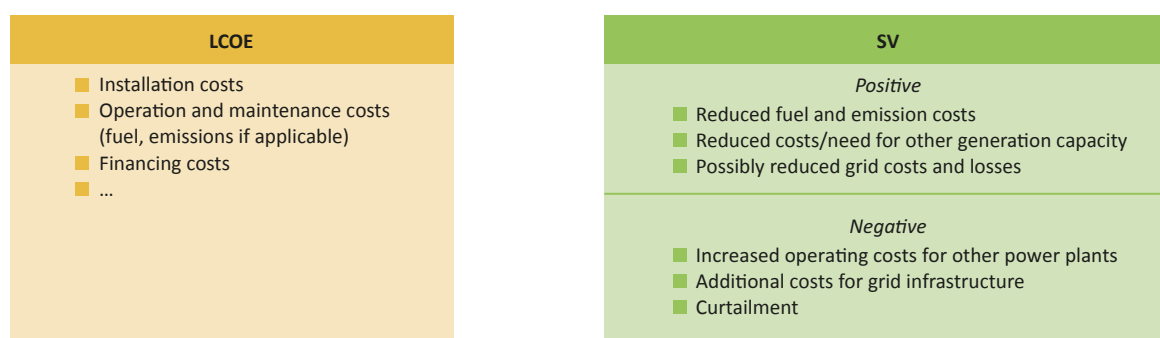 LCOE
Installation costs
Operation and maintenance costs
(fuel, emissions if applicable)
Financing costs
...
SV
Positive
Reduced fuel and emission costs
Reduced costs/need for other generation capacity
Possibly reduced grid costs and losses
Negative
Increased operating costs for other power plants
Additional costs for grid infrastructure
Curtailment